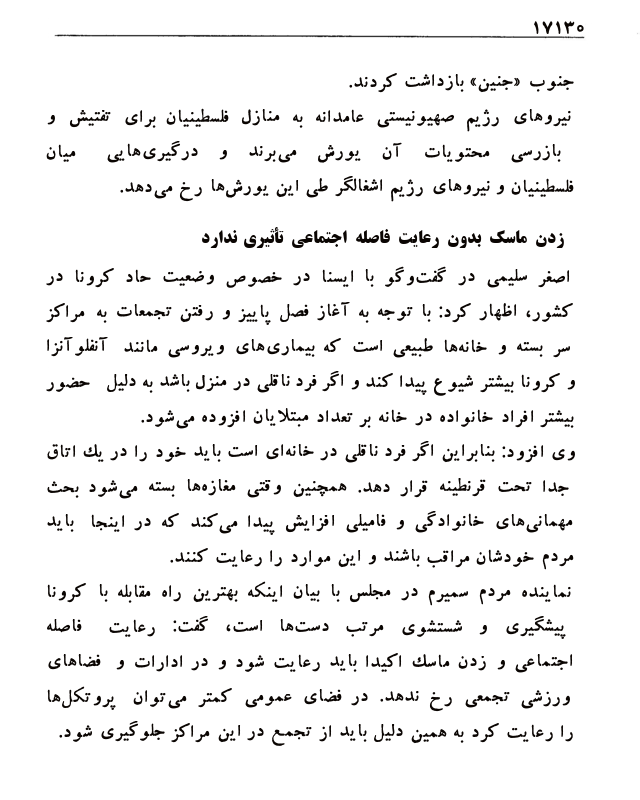 ۱۷۱۳۰
جنوب «جنین» بازداشت کردند.
نیروهای رژیم صهیونیستی عامدانه به منازل فلسطینیان برای تفتیش و
بازرسی محتویات آن یورش می‌برند و درگیری‌هایی میان
فلسطینیان و نیروهای رژیم اشغالگر طی این یورش‌ها رخ می‌دهد.
زدن ماسک بدون رعایت فاصله اجتماعی تأثیری ندارد
اصغر سلیمی در گفت‌وگو با ایسنا در خصوص وضعیت حاد کرونا در
کشور، اظهار کرد: با توجه به آغاز فصل پاییز و رفتن تجمعات به مراکز
سر بسته و خانه‌ها طبیعی است که بیماری‌های ویروسی مانند آنفلوآنزا
و کرونا بیشتر شیوع پیدا کند و اگر فرد ناقلی در منزل باشد به دلیل حضور
بیشتر افراد خانواده در خانه بر تعداد مبتلایان افزوده می‌شود.
وی افزود: بنابراین اگر فرد ناقلی در خانه‌ای است باید خود را در یك اتاق
جدا تحت قرنطینه قرار دهد. همچنین وقتی مغازه‌ها بسته می‌شود بحث
مهمانی‌های خانوادگی و فامیلی افزایش پیدا می‌کند که در اینجا باید
مردم خودشان مراقب باشند و این موارد را رعایت کنند.
نماینده مردم سمیرم در مجلس با بیان اینکه بهترین راه مقابله با کرونا
پیشگیری و شستشوی مرتب دست‌ها است، گفت: رعایت فاصله
اجتماعی و زدن ماسك اکیدا باید رعایت شود و در ادارات و فضاهای
ورزشی تجمعی رخ ندهد. در فضای عمومی کمتر می‌توان پروتکل‌ها
را رعایت کرد به همین دلیل باید از تجمع در این مراکز جلوگیری شود.